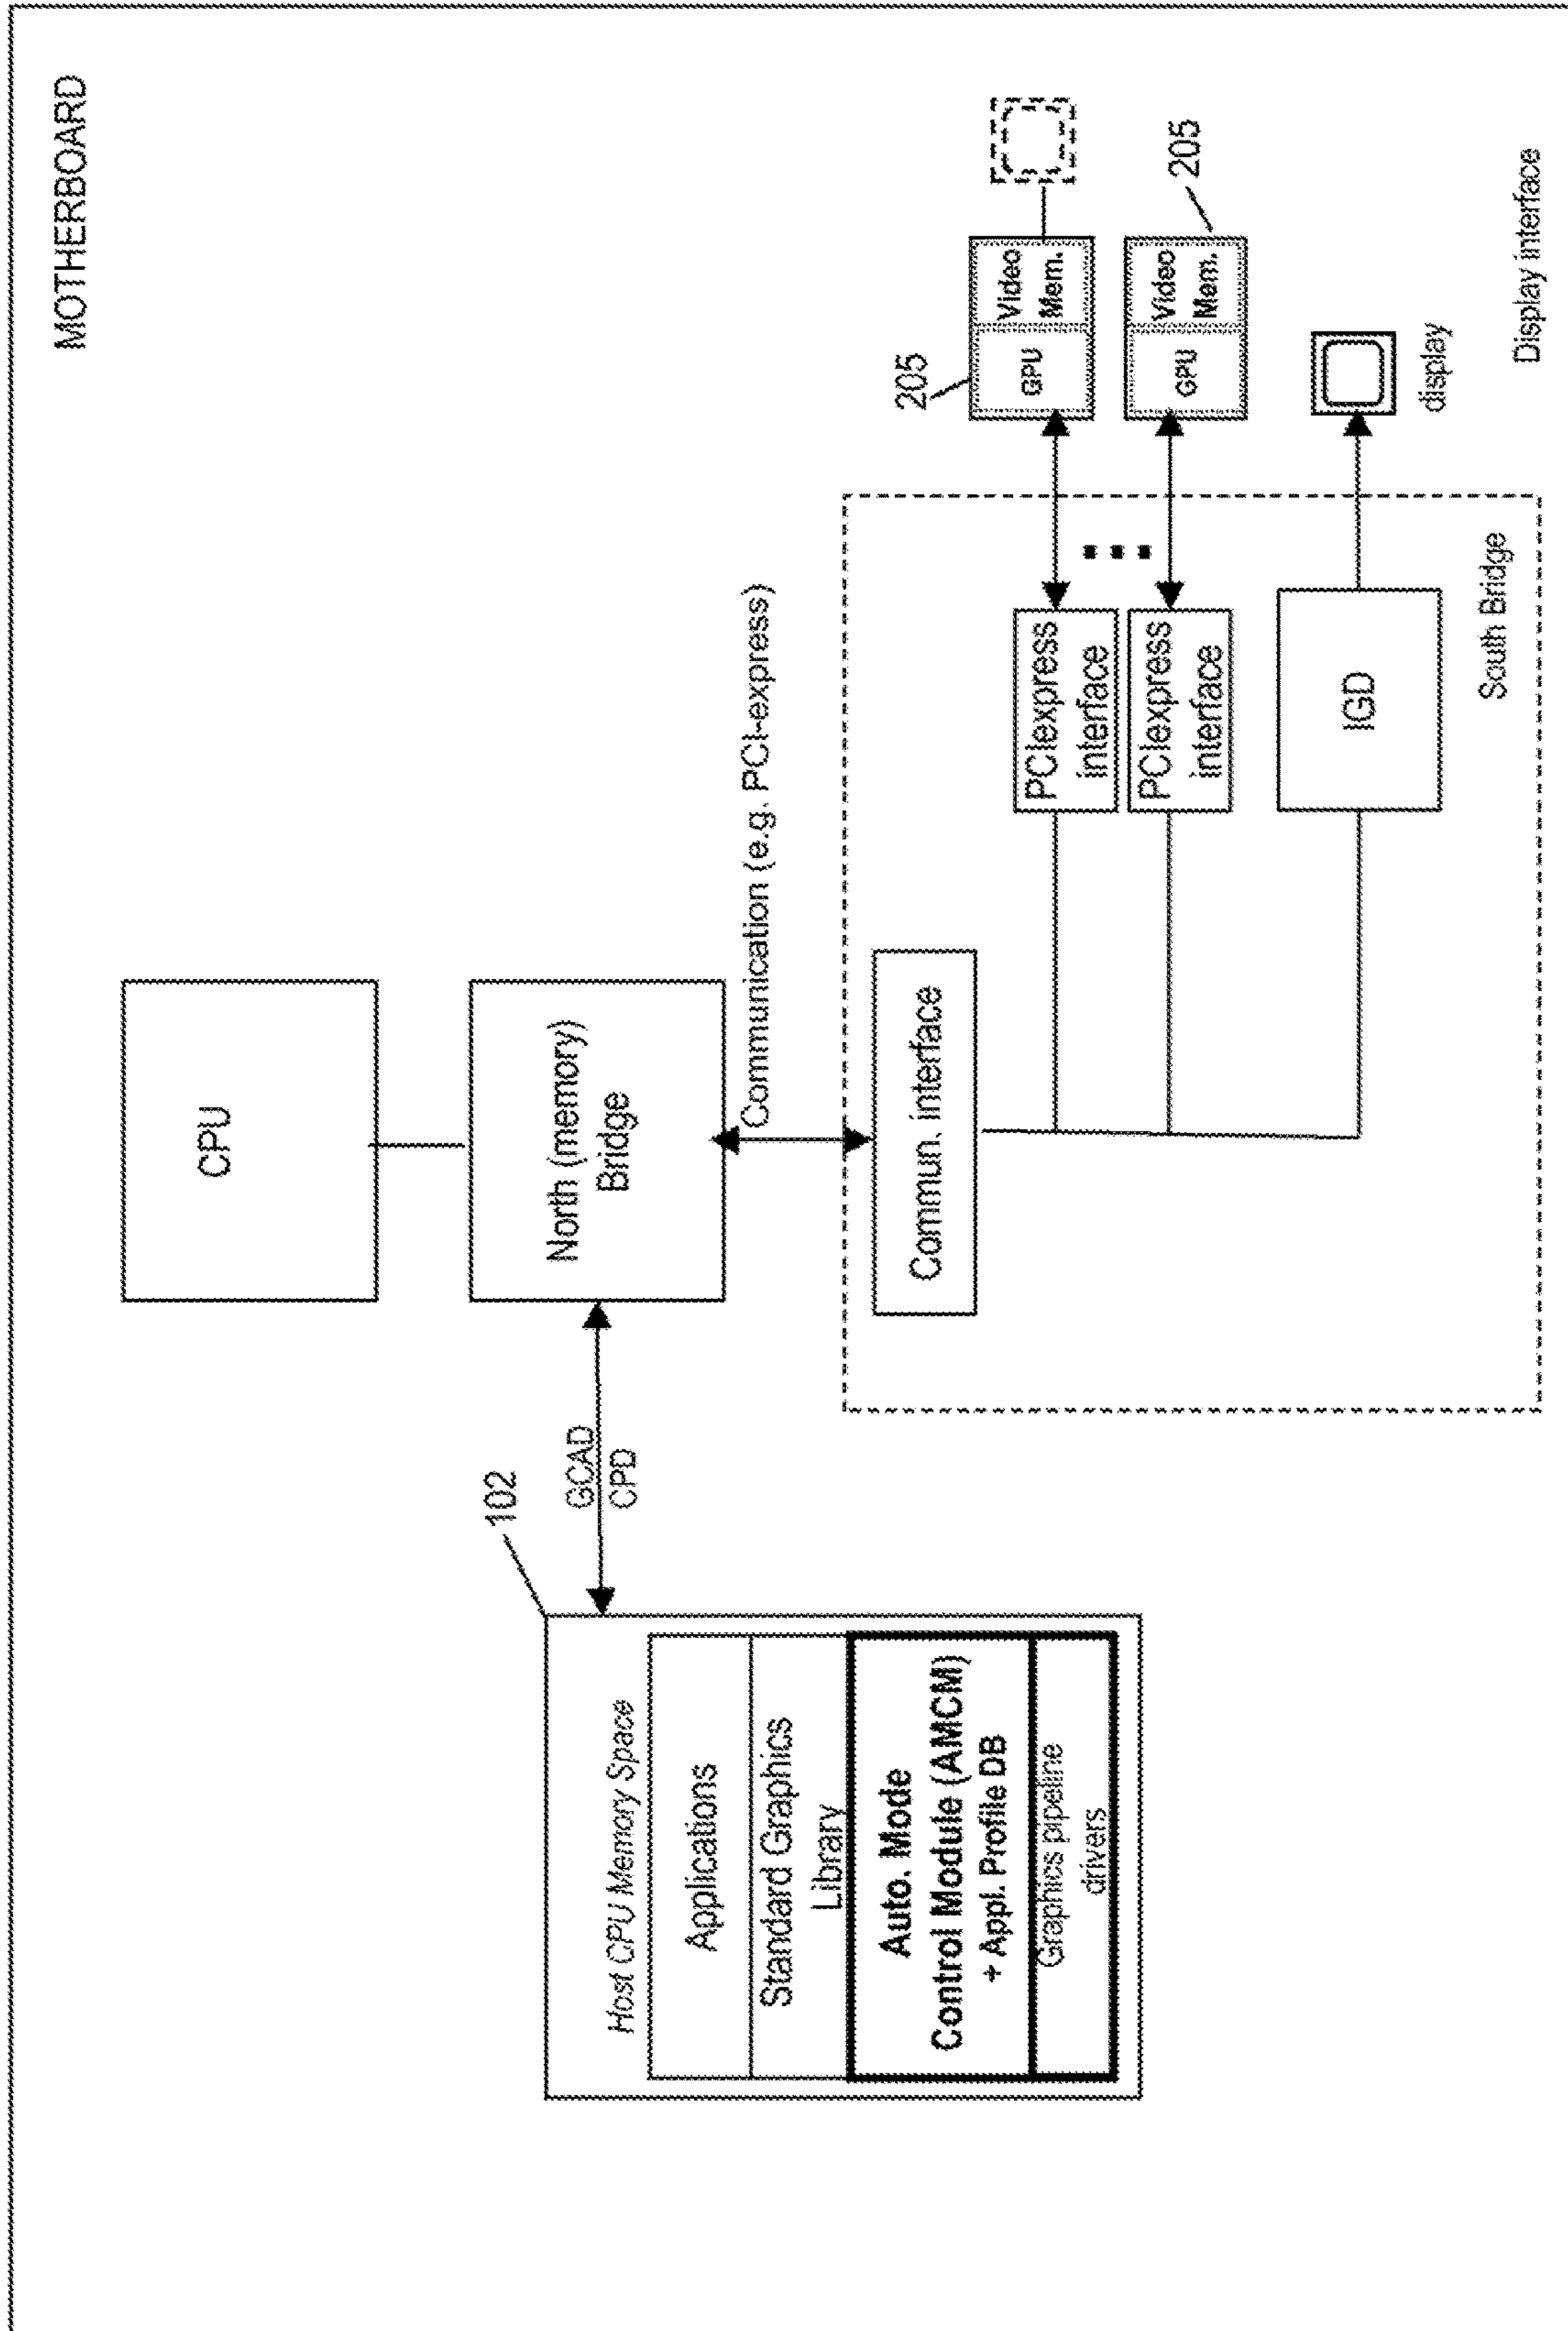 MOTHERBOARD
CPU
North (memory)
Bridge
102
GCAD
CPD
Host CPU Memory Space
Applications
Standard Graphics
Library
Auto. Mode
Control Module (AMCM)
+ Appl. Profile DB
Graphics pipeline
drivers
Communication (e.g. PCI-express)
Commun. interface
PCIexpress
interface
PCIexpress
interface
IGD
South Bridge
205
GPU
Video
Mem.
205
GPU
Video
Mem.
display
Display interface